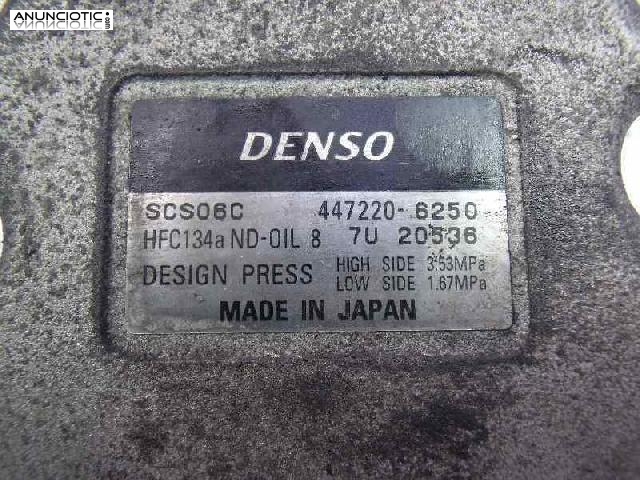 ANUNCIOTIC
DENSO
SCS06C 447220-6250
HFC134a ND-OIL 8 7U 20536
DESIGN PRESS HIGH SIDE 3.53MPa
LOW SIDE 1.67MPa
MADE IN JAPAN